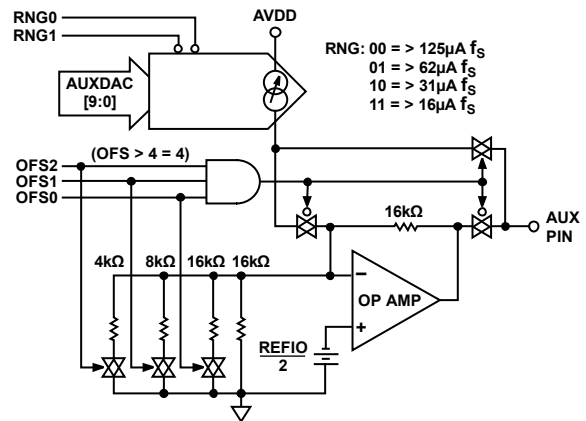 RNG0
RNG1
AVDD
RNG: 00 = > 125µA fS
01 = > 62µA fS
10 = > 31µA fS
11 = > 16µA fS
AUXDAC
[9:0]
(OFS > 4 = 4)
OFS2
OFS1
OFS0
16kΩ
AUX
PIN
4kΩ 8kΩ 16kΩ 16kΩ
−
OP AMP
+
REFIO
2